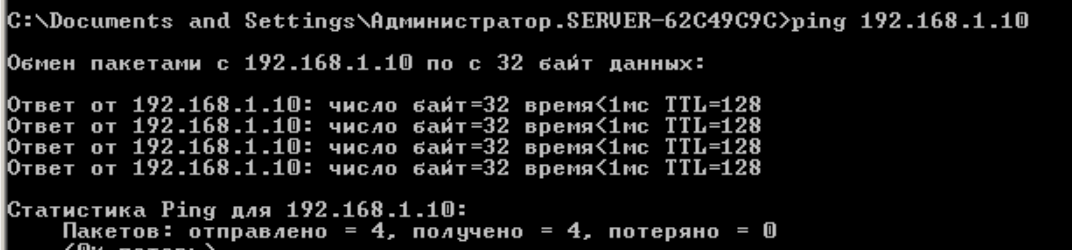 C:\Documents and Settings\Администратор.SERVER-62C49C9C>ping 192.168.1.10
Обмен пакетами с 192.168.1.10 по с 32 байт данных:
Ответ от 192.168.1.10: число байт=32 время<1мс TTL=128
Ответ от 192.168.1.10: число байт=32 время<1мс TTL=128
Ответ от 192.168.1.10: число байт=32 время<1мс TTL=128
Ответ от 192.168.1.10: число байт=32 время<1мс TTL=128
Статистика Ping для 192.168.1.10:
Пакетов: отправлено = 4, получено = 4, потеряно = 0